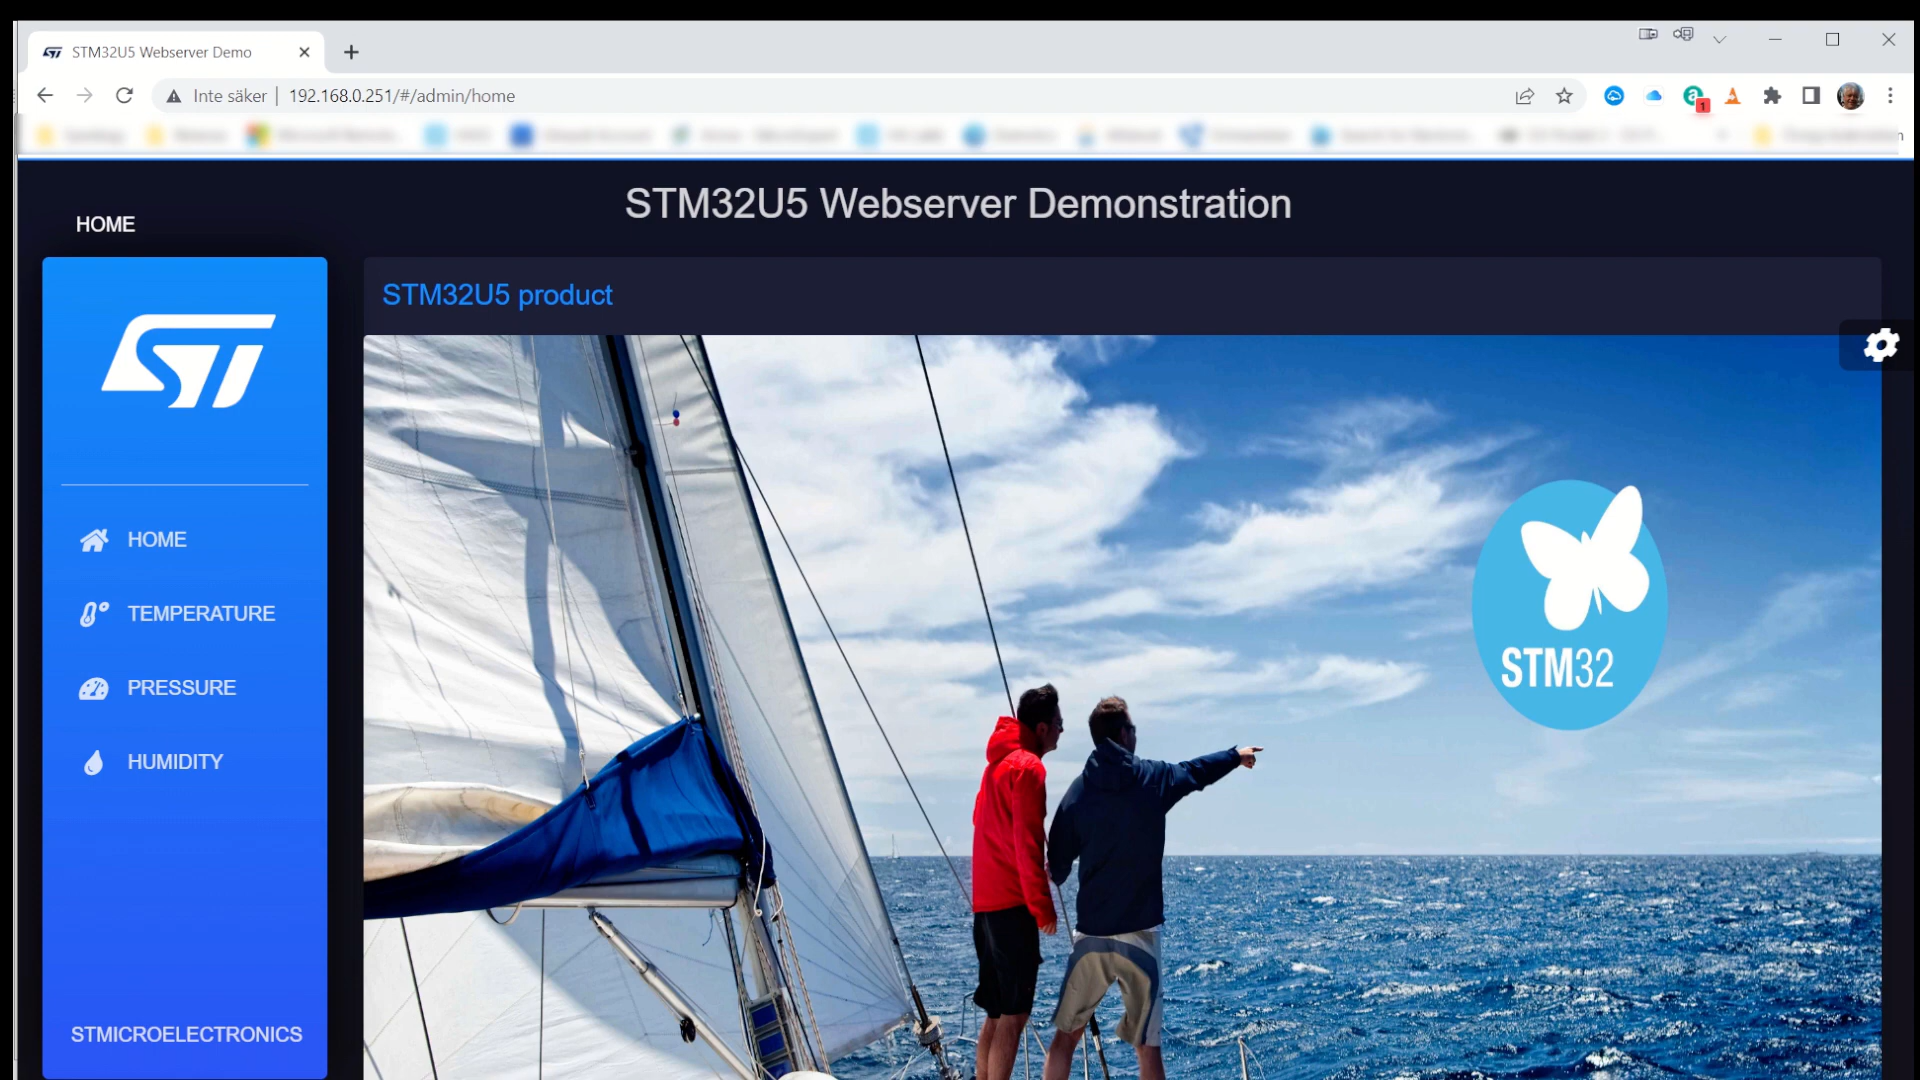 STM32U5 Webserver Demo
Inte säker | 192.168.0.251/#/admin/home
1
STM32U5 Webserver Demonstration
HOME
STM32U5 product
HOME
TEMPERATURE
PRESSURE
HUMIDITY
STMICROELECTRONICS
STM32